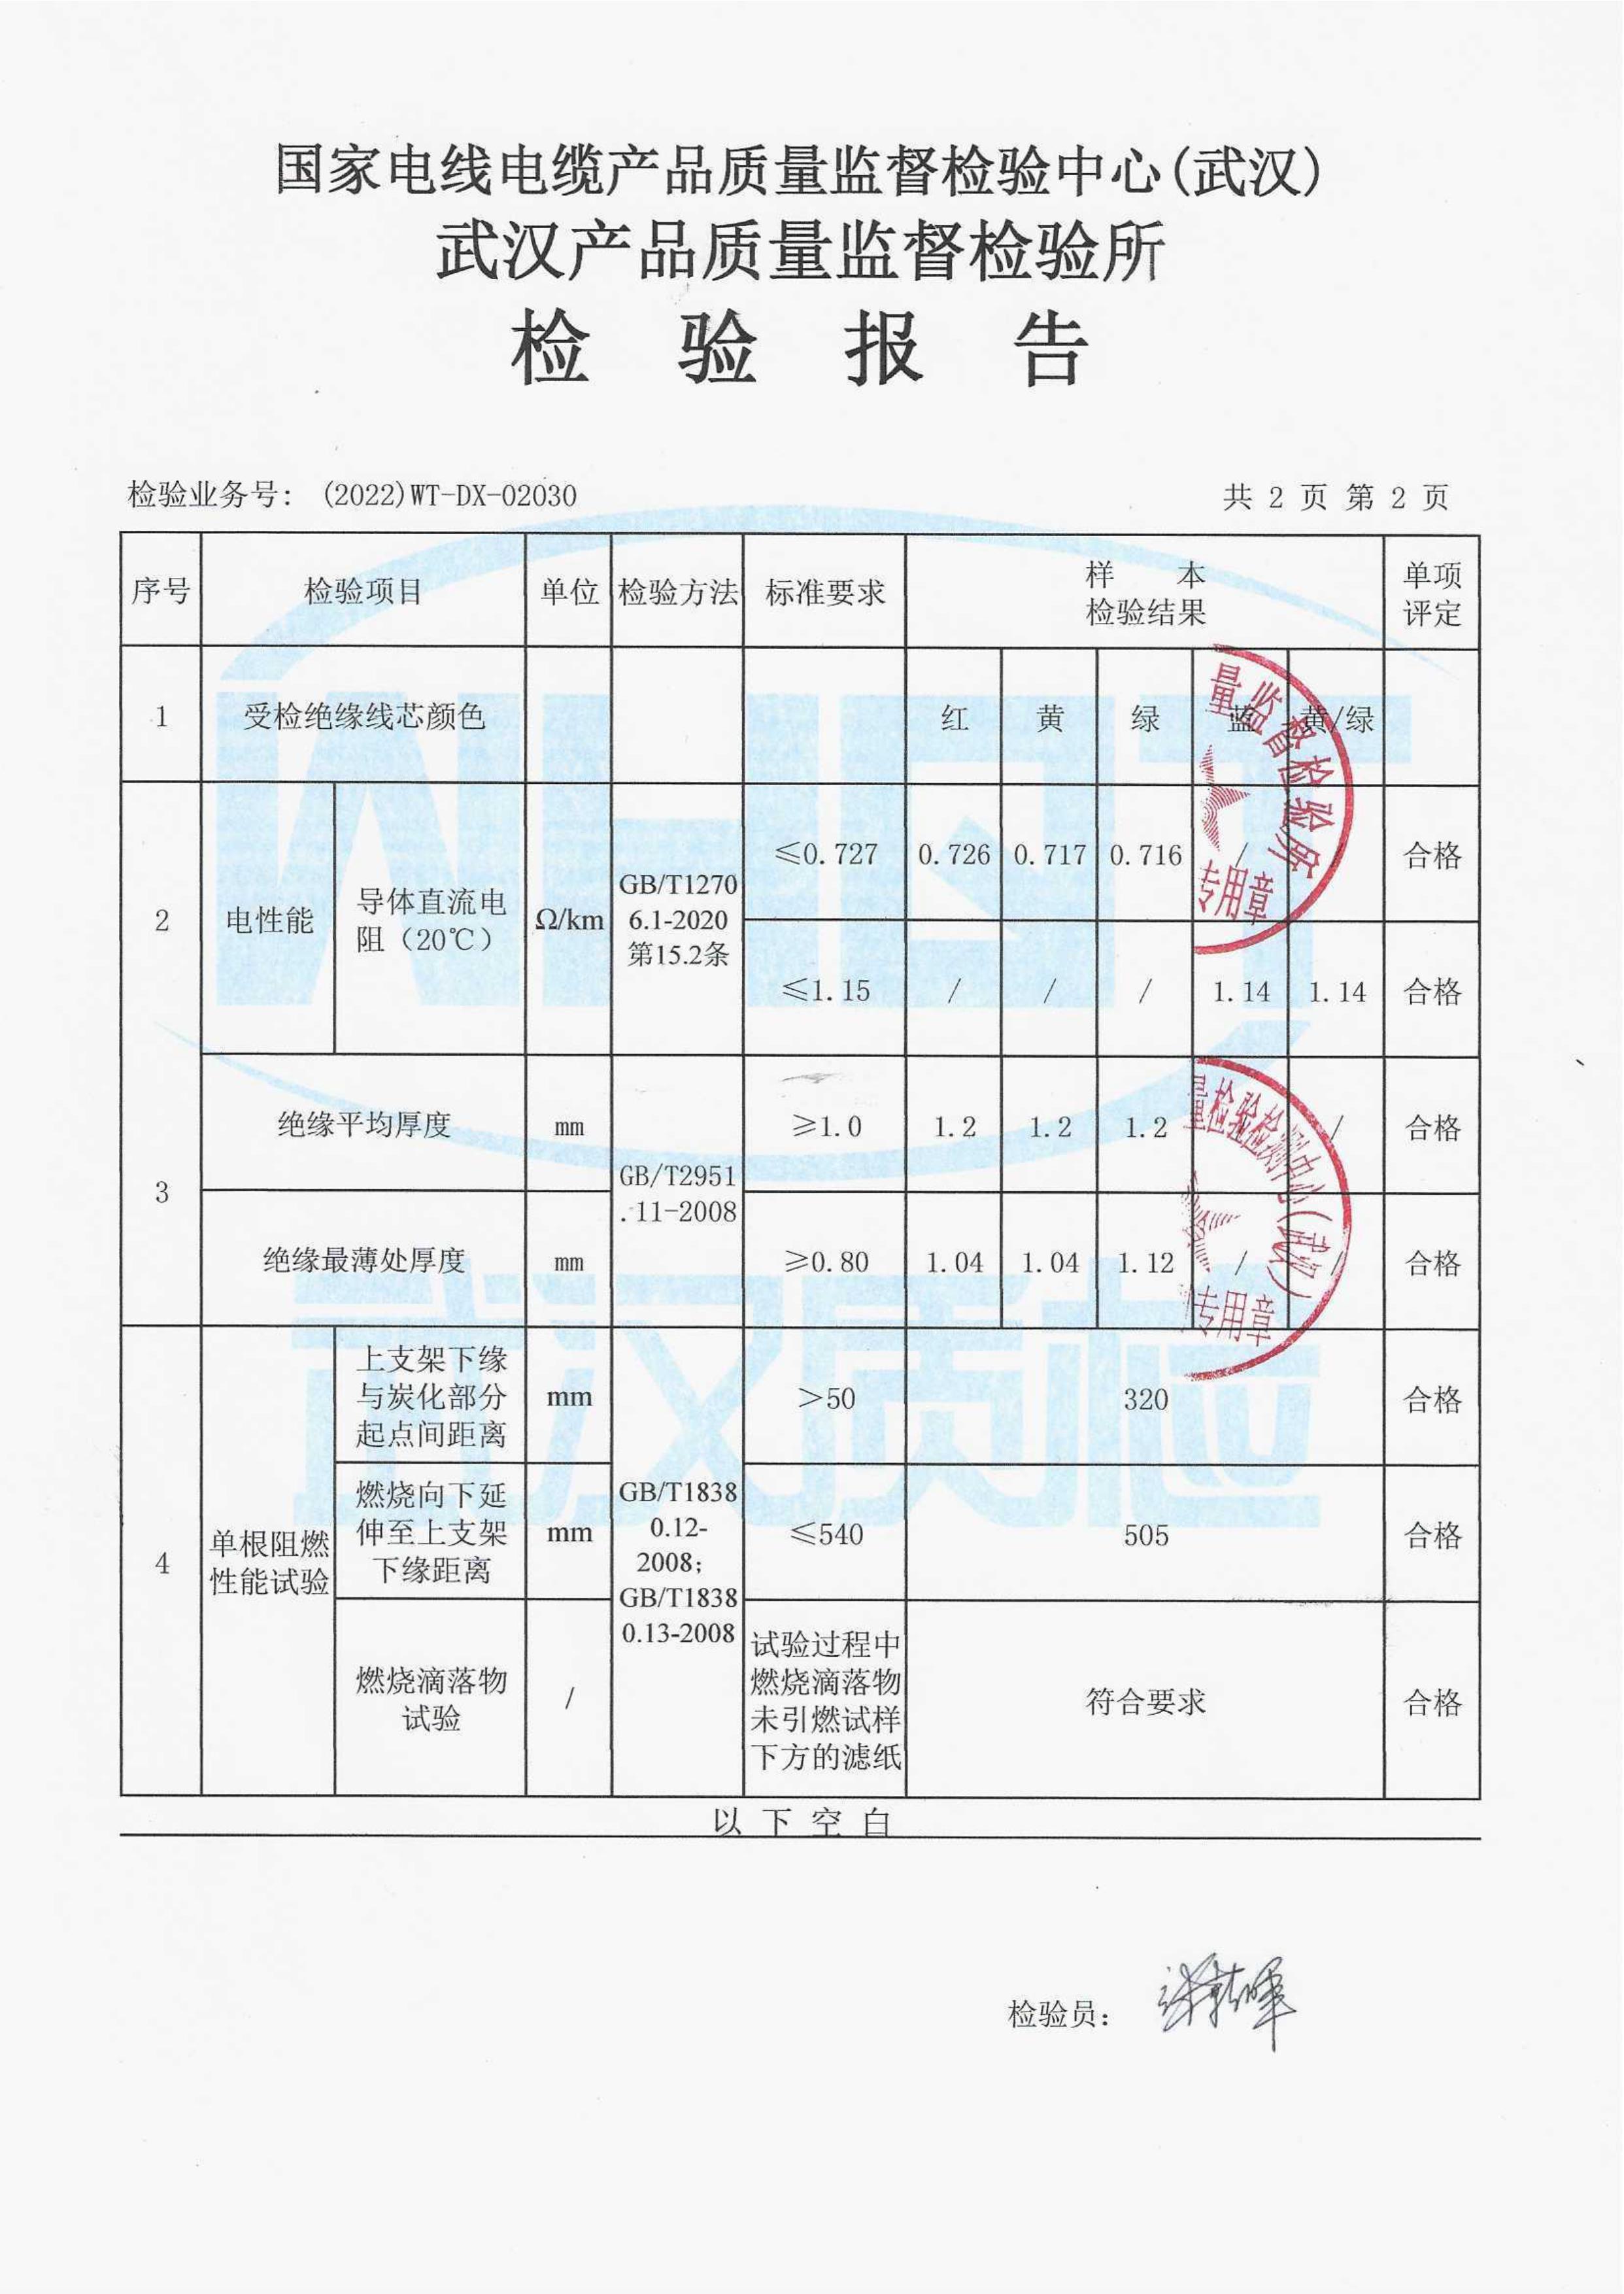 国家电线电缆产品质量监督检验中心(武汉)
武汉产品质量监督检验所
检 验 报 告
检验业务号: (2022)WT-DX-02030
共 2 页 第 2 页
序号 检验项目 单位 检验方法 标准要求 样 本 检验结果 单项评定
1 受检绝缘线芯颜色 红 黄 绿 蓝 黄/绿
2 电性能 导体直流电
阻（20℃） Ω/km GB/T1270
6.1-2020
第15.2条
≤0.727 0.726 0.717 0.716 / 合格
≤1.15 / / / 1.14 1.14 合格
3 绝缘平均厚度 mm GB/T2951
.11-2008 ≥1.0 1.2 1.2 1.2 / 合格
绝缘最薄处厚度 mm ≥0.80 1.04 1.04 1.12 / / 合格
4 单根阻燃
性能试验
上支架下缘
与炭化部分
起点间距离 mm >50 320 合格
燃烧向下延
伸至上支架
下缘距离 mm ≤540 505 合格
GB/T1838
0.12-
2008;
GB/T1838
0.13-2008
燃烧滴落物
试验 /
试验过程中
燃烧滴落物
未引燃试样
下方的滤纸
符合要求 合格
以 下 空 白
检验员:
量监督检验所
专用章
量检验检测中心(武汉)
专用章
WHQT
武汉质检